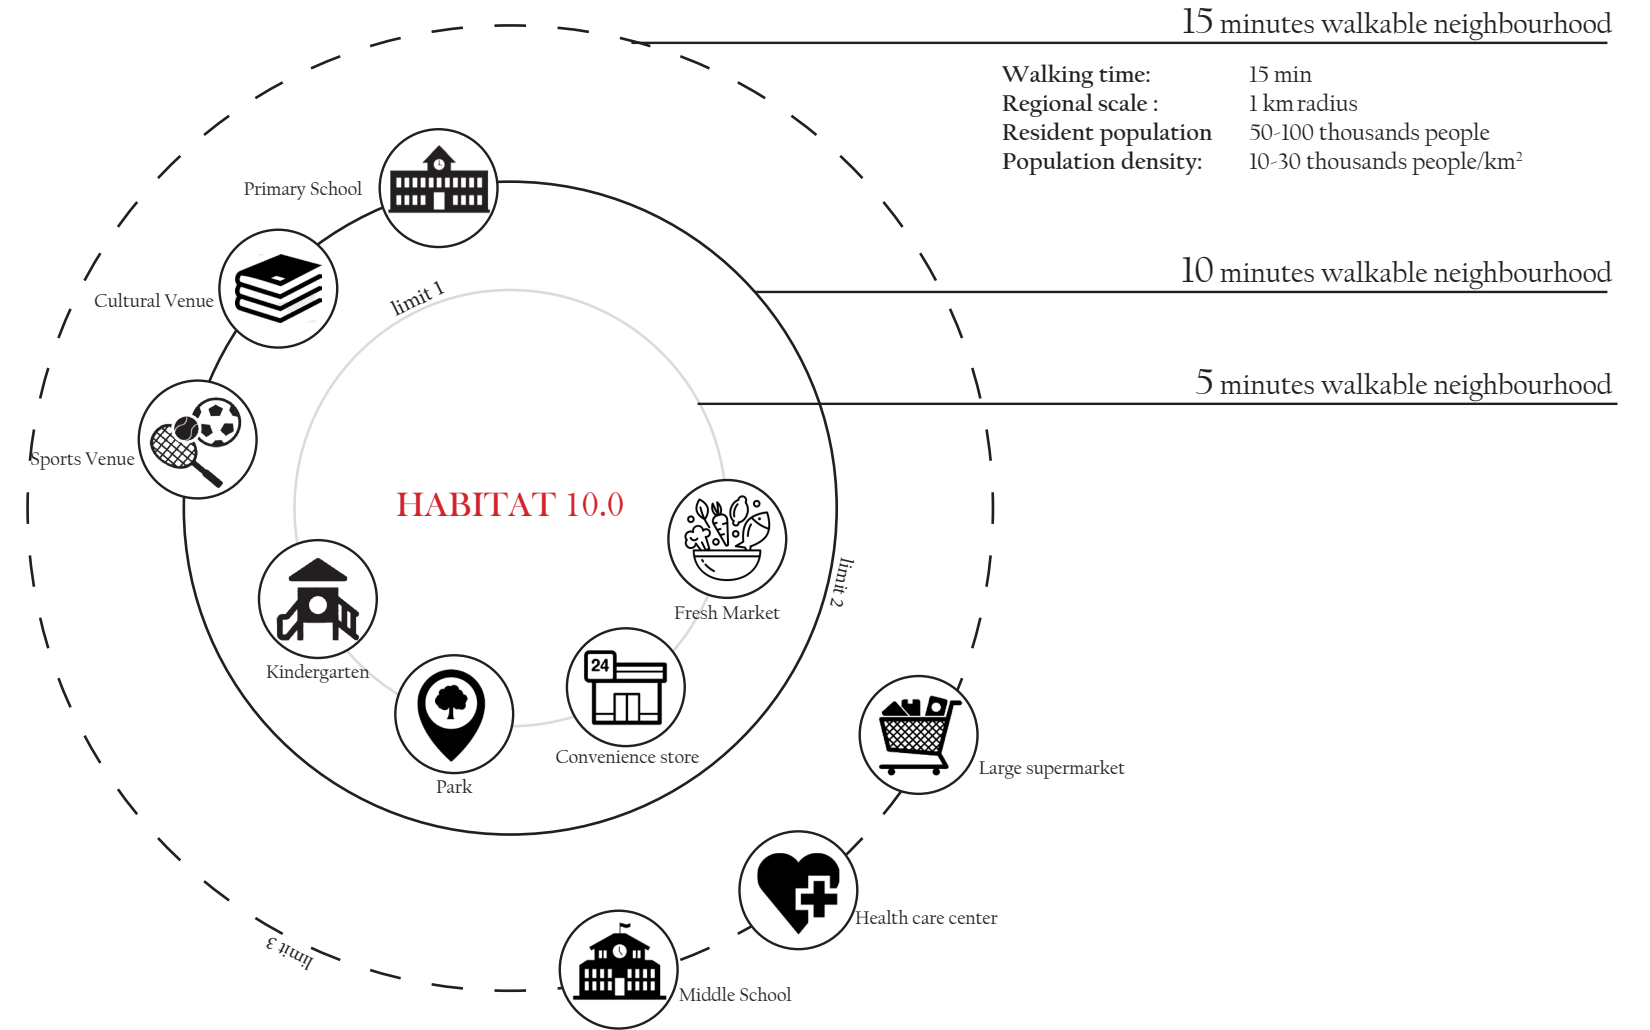 15 minutes walkable neighbourhood
Walking time: 15 min
Regional scale : 1 km radius
Resident population 50-100 thousands people
Population density: 10-30 thousands people/km²
Primary School
10 minutes walkable neighbourhood
limit 1
Cultural Venue
5 minutes walkable neighbourhood
Sports Venue
HABITAT 10.0
limit 2
Fresh Market
24
Kindergarten
Convenience store
Park
Large supermarket
Health care center
limit 3
Middle School